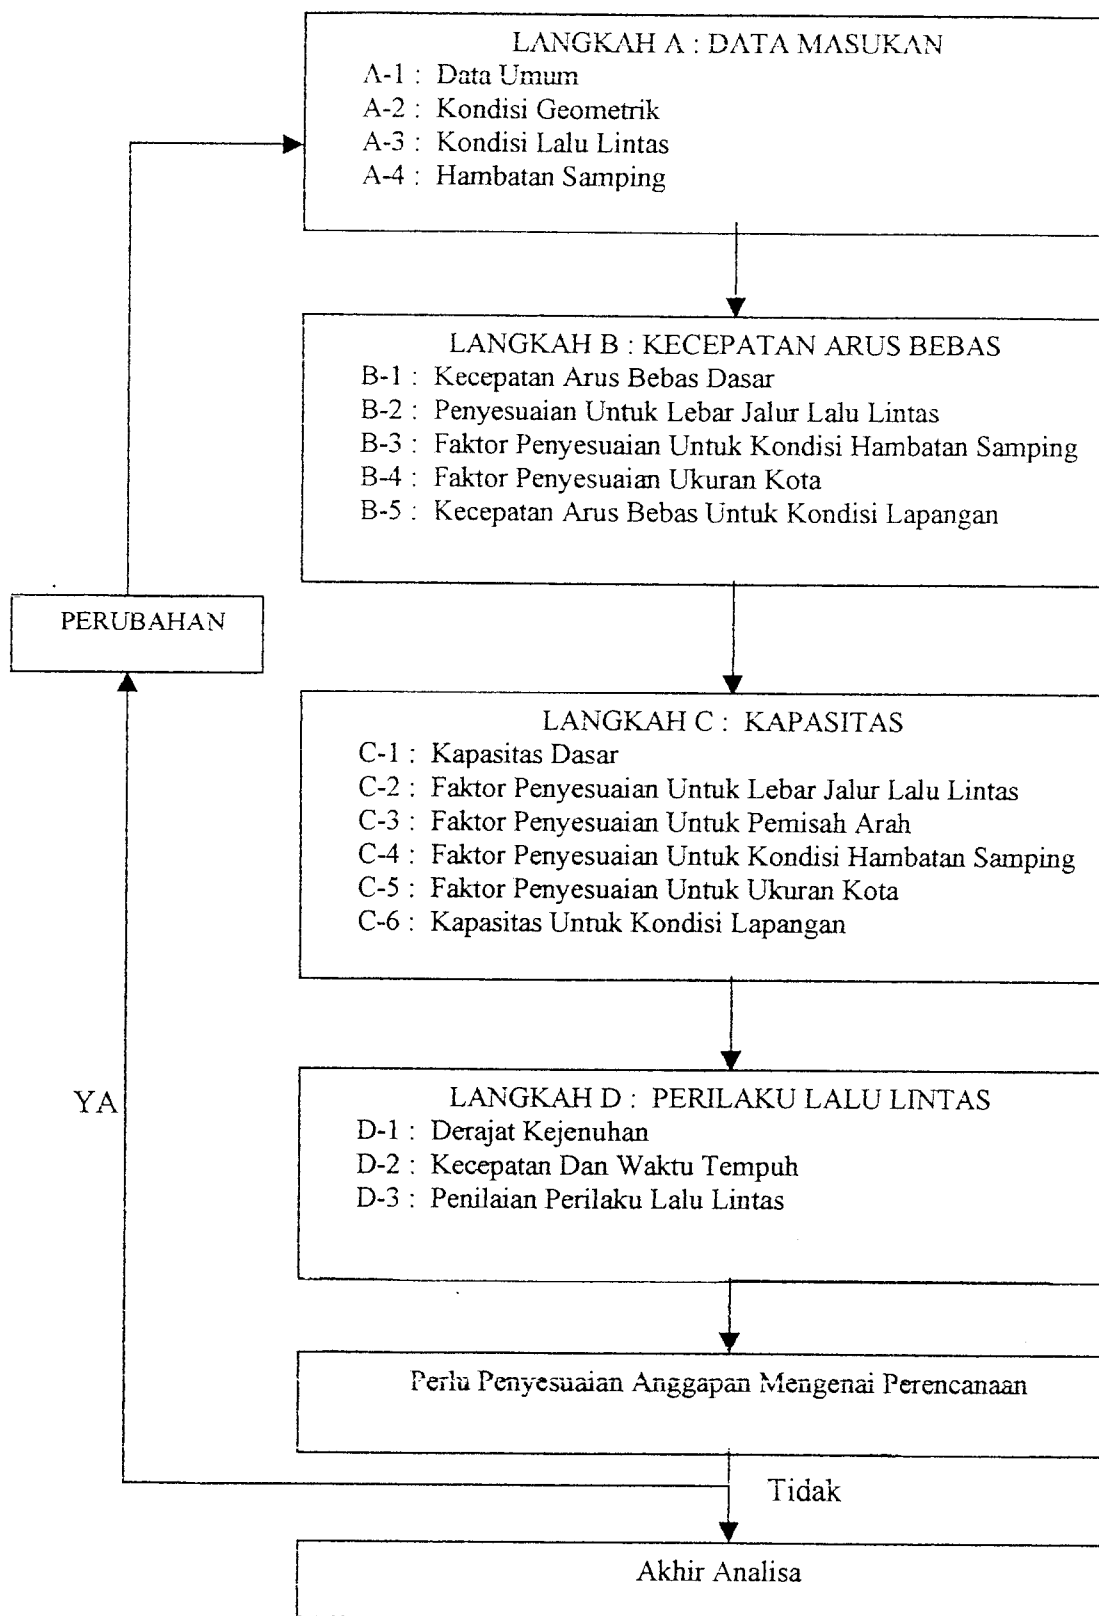 LANGKAH A : DATA MASUKAN
A-1 : Data Umum
A-2 : Kondisi Geometrik
A-3 : Kondisi Lalu Lintas
A-4 : Hambatan Samping
LANGKAH B : KECEPATAN ARUS BEBAS
B-1 : Kecepatan Arus Bebas Dasar
B-2 : Penyesuaian Untuk Lebar Jalur Lalu Lintas
B-3 : Faktor Penyesuaian Untuk Kondisi Hambatan Samping
B-4 : Faktor Penyesuaian Ukuran Kota
B-5 : Kecepatan Arus Bebas Untuk Kondisi Lapangan
PERUBAHAN
LANGKAH C : KAPASITAS
C-1 : Kapasitas Dasar
C-2 : Faktor Penyesuaian Untuk Lebar Jalur Lalu Lintas
C-3 : Faktor Penyesuaian Untuk Pemisah Arah
C-4 : Faktor Penyesuaian Untuk Kondisi Hambatan Samping
C-5 : Faktor Penyesuaian Untuk Ukuran Kota
C-6 : Kapasitas Untuk Kondisi Lapangan
YA
LANGKAH D : PERILAKU LALU LINTAS
D-1 : Derajat Kejenuhan
D-2 : Kecepatan Dan Waktu Tempuh
D-3 : Penilaian Perilaku Lalu Lintas
Perlu Penyesuaian Anggapan Mengenai Perencanaan
Tidak
Akhir Analisa